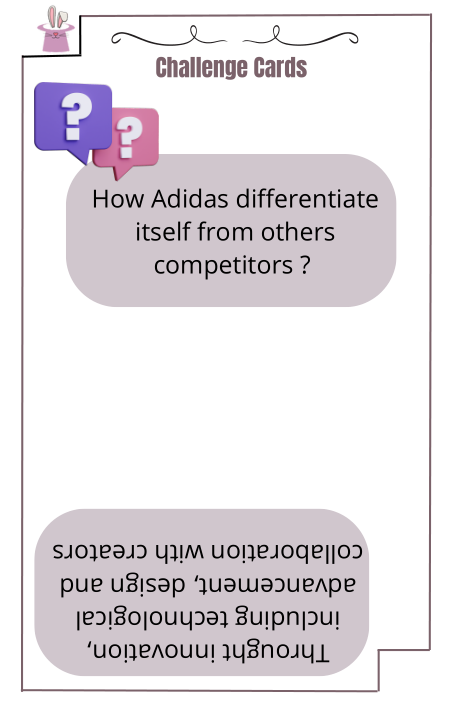 Challenge Cards
?
?
How Adidas differentiate
itself from others
competitors ?
Throught innovation,
including technological
advancement, design and
collaboration with creators